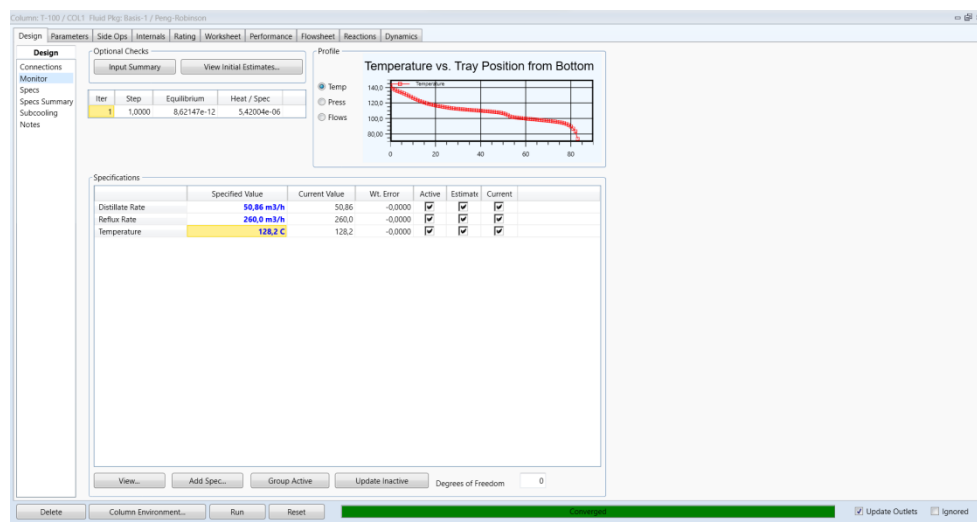 Column: T-100 / COL1 Fluid Pkg: Basis-1 / Peng-Robinson
Design Parameters Side Ops Internals Rating Worksheet Performance Flowsheet Reactions Dynamics
Design
Connections
Monitor
Specs
Specs Summary
Subcooling
Notes
Optional Checks
Input Summary View Initial Estimates...
Iter Step Equilibrium Heat / Spec
1 1,0000 8,62147e-12 5,42004e-06
Profile
Temp
Press
Flows
Temperature vs. Tray Position from Bottom
Temperature
140,0
120,0
100,0
80,00
0 20 40 60 80
Specifications
Specified Value Current Value Wt. Error Active Estimate Current
Distillate Rate 50,86 m3/h 50,86 -0,0000
Reflux Rate 260,0 m3/h 260,0 -0,0000
Temperature 128,2 C 128,2 -0,0000
View... Add Spec... Group Active Update Inactive Degrees of Freedom 0
Delete Column Environment... Run Reset Converged Update Outlets Ignored